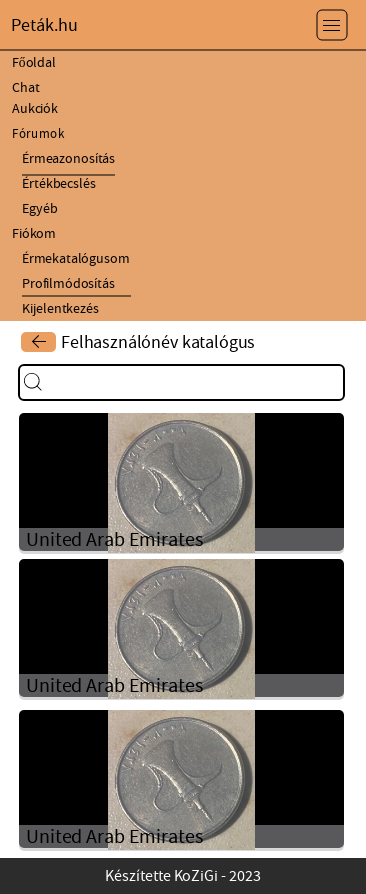 Peták.hu
Főoldal
Chat
Aukciók
Fórumok
Érmeazonosítás
Értékbecslés
Egyéb
Fiókom
Érmekatalógusom
Profilmódosítás
Kijelentkezés
Felhasználónév katalógus
United Arab Emirates
United Arab Emirates
United Arab Emirates
Készítette KoZiGi - 2023